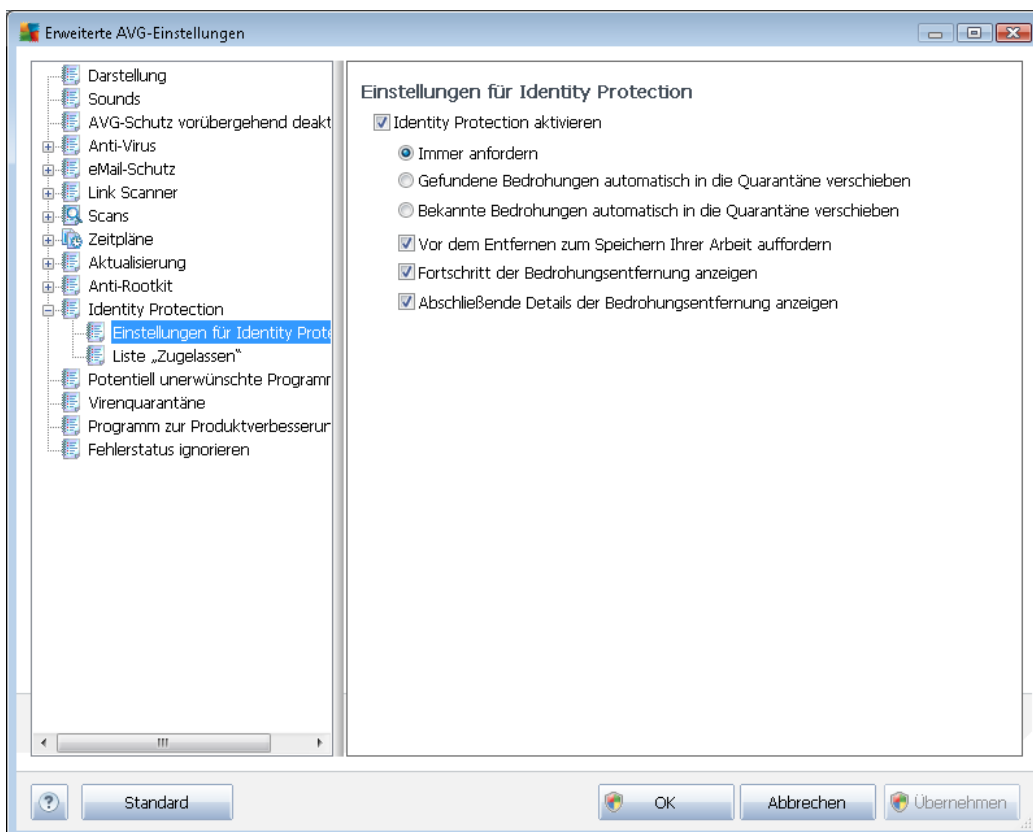 Erweiterte AVG-Einstellungen
Darstellung
Sounds
AVG-Schutz vorübergehend deakt
Anti-Virus
eMail-Schutz
Link Scanner
Scans
Zeitpläne
Aktualisierung
Anti-Rootkit
Identity Protection
Einstellungen für Identity Prote
Liste „Zugelassen“
Potentiell unerwünschte Programm
Virenquarantäne
Programm zur Produktverbesserun
Fehlerstatus ignorieren
Einstellungen für Identity Protection
Identity Protection aktivieren
Immer anfordern
Gefundene Bedrohungen automatisch in die Quarantäne verschieben
Bekannte Bedrohungen automatisch in die Quarantäne verschieben
Vor dem Entfernen zum Speichern Ihrer Arbeit auffordern
Fortschritt der Bedrohungsentfernung anzeigen
Abschließende Details der Bedrohungsentfernung anzeigen
?
Standard
OK
Abbrechen
Übernehmen